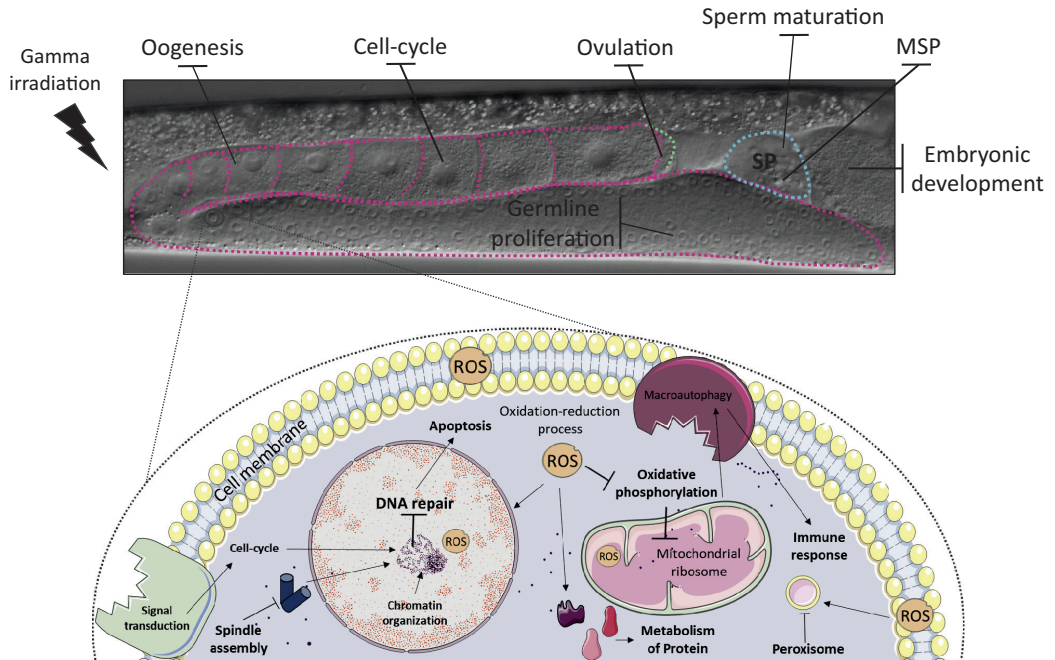 Sperm maturation
Oogenesis
Cell-cycle
Ovulation
MSP
Gamma
irradiation
SP
Embryonic
development
Germline
proliferation
ROS
Macroautophagy
Oxidation-reduction
process
Apoptosis
Cell membrane
ROS
Oxidative
phosphorylation
DNA repair
ROS
Cell-cycle
ROS
Mitochondrial
ribosome
Immune
response
Chromatin
organization
Signal
transduction
Spindle
assembly
Metabolism
of Protein
Peroxisome
ROS